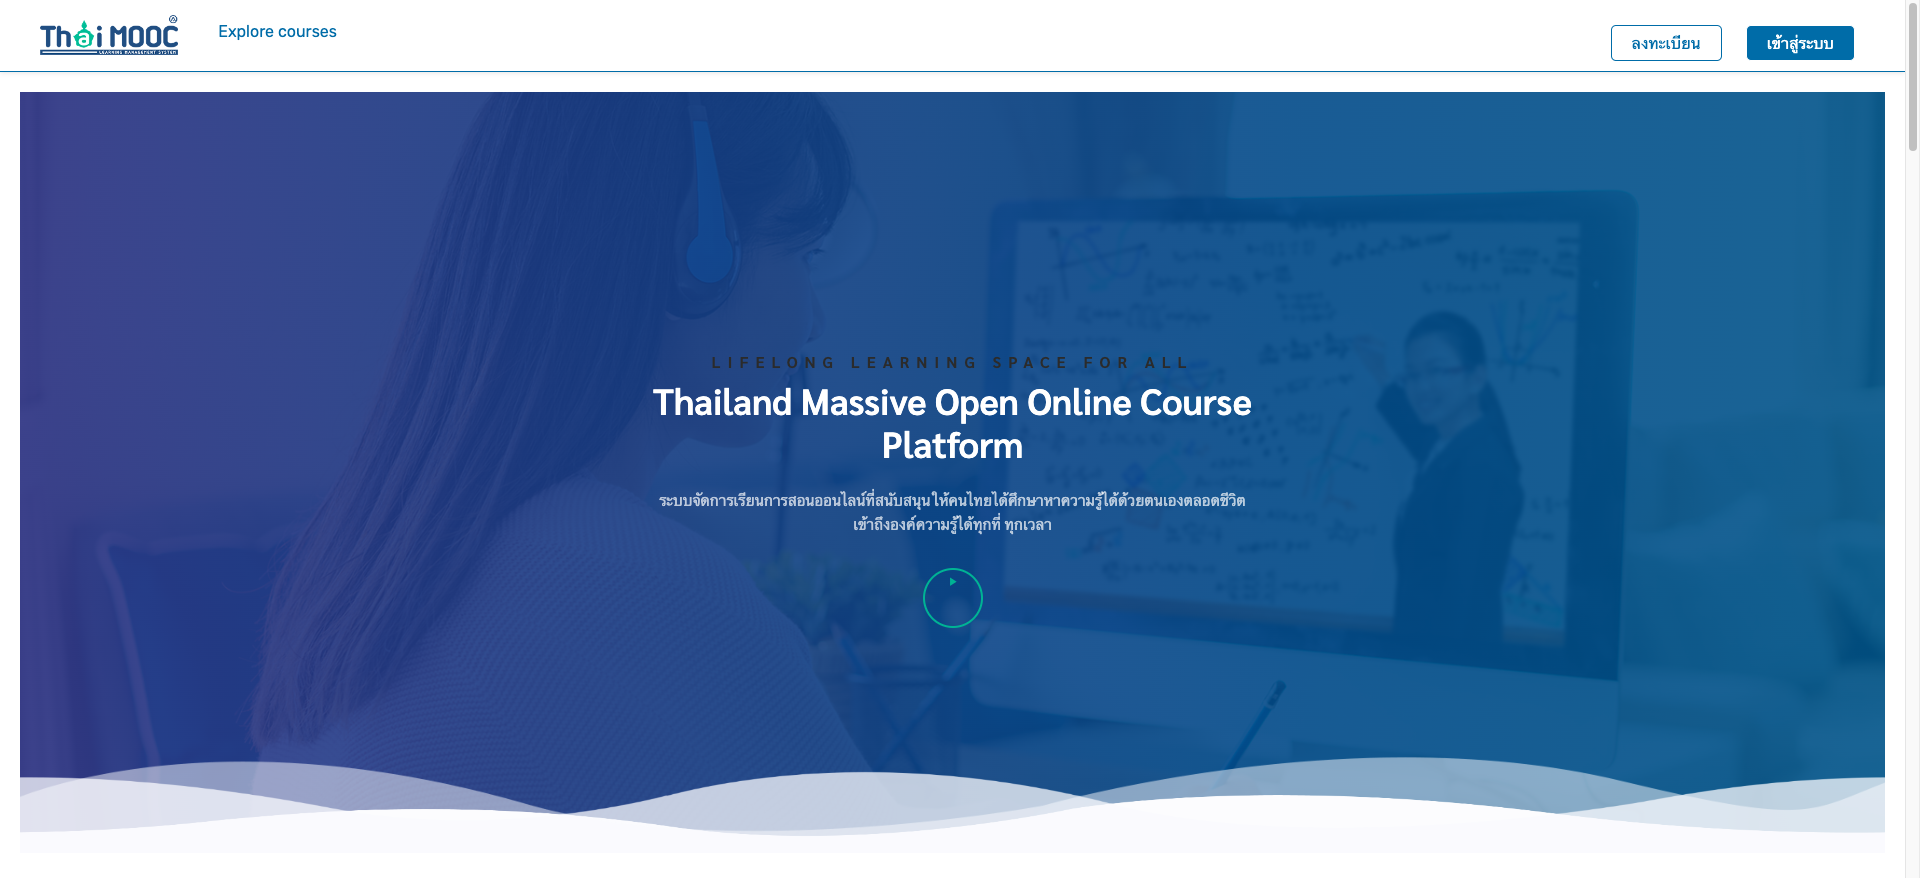 Thai MOOC
LEARNING MANAGEMENT SYSTEM
Explore courses
ลงทะเบียน
เข้าสู่ระบบ
LIFELONG LEARNING SPACE FOR ALL
Thailand Massive Open Online Course
Platform
ระบบจัดการเรียนการสอนออนไลน์ที่สนับสนุน ให้คนไทยได้ศึกษาหาความรู้ได้ด้วยตนเองตลอดชีวิต
เข้าถึงองค์ความรู้ได้ทุกที่ ทุกเวลา